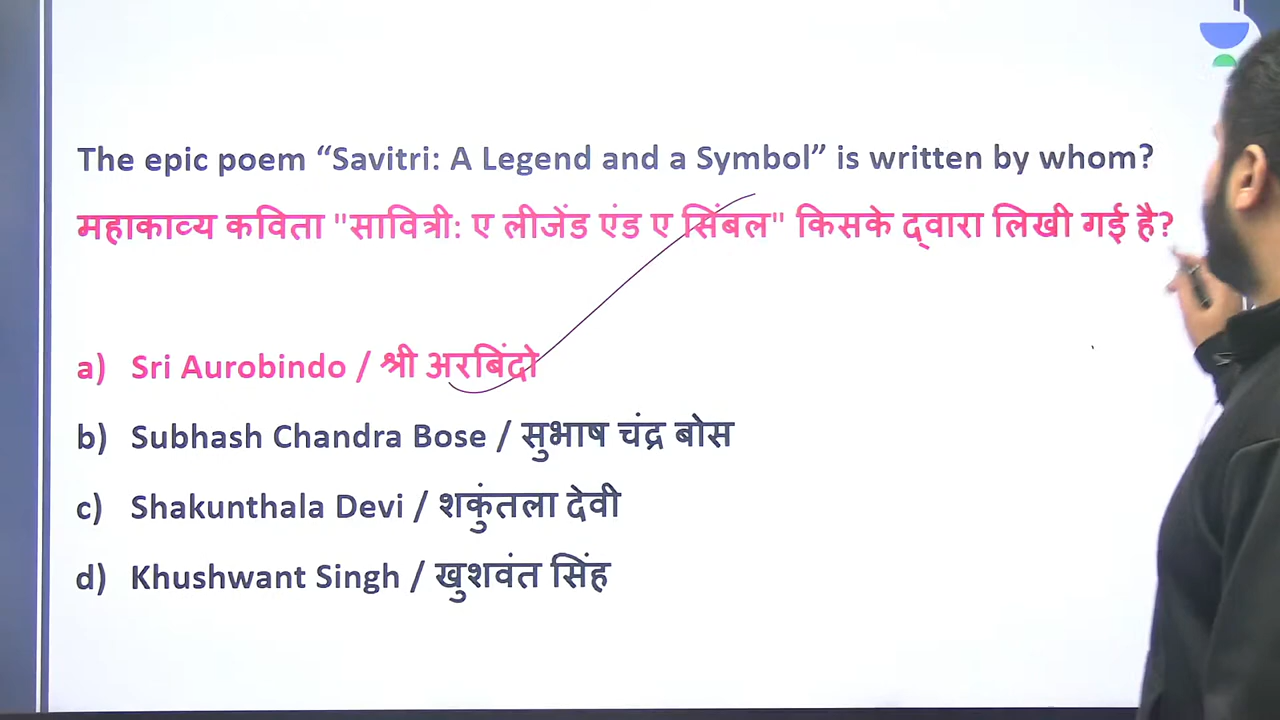 The epic poem “Savitri: A Legend and a Symbol” is written by whom?
महाकाव्य कविता "सावित्री: ए लीजेंड एंड ए सिंबल" किसके द्वारा लिखी गई है?
a) Sri Aurobindo / श्री अरबिंदो
b) Subhash Chandra Bose / सुभाष चंद्र बोस
c) Shakunthala Devi / शकुंतला देवी
d) Khushwant Singh / खुशवंत सिंह